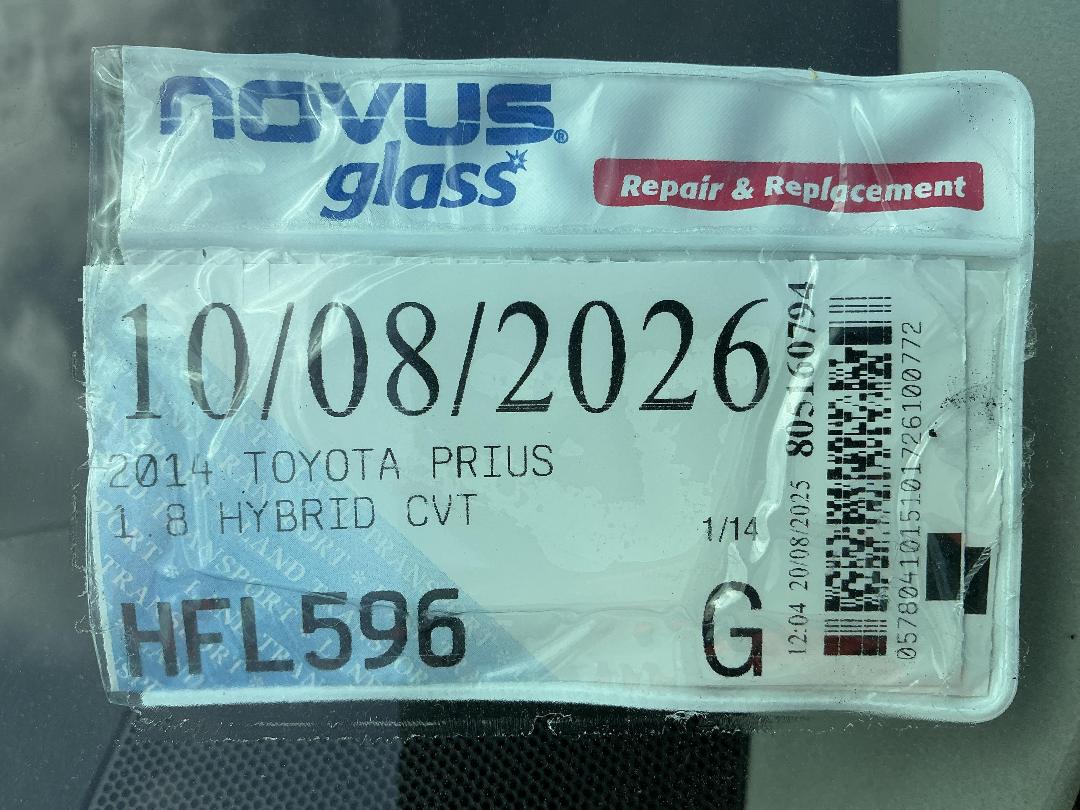 novus®
glass
Repair & Replacement
10/08/2026
2014 TOYOTA PRIUS
1.8 HYBRID CVT
1/14
HFL596
G
12:04 20/08/2025 805160794
0578041015101726100772